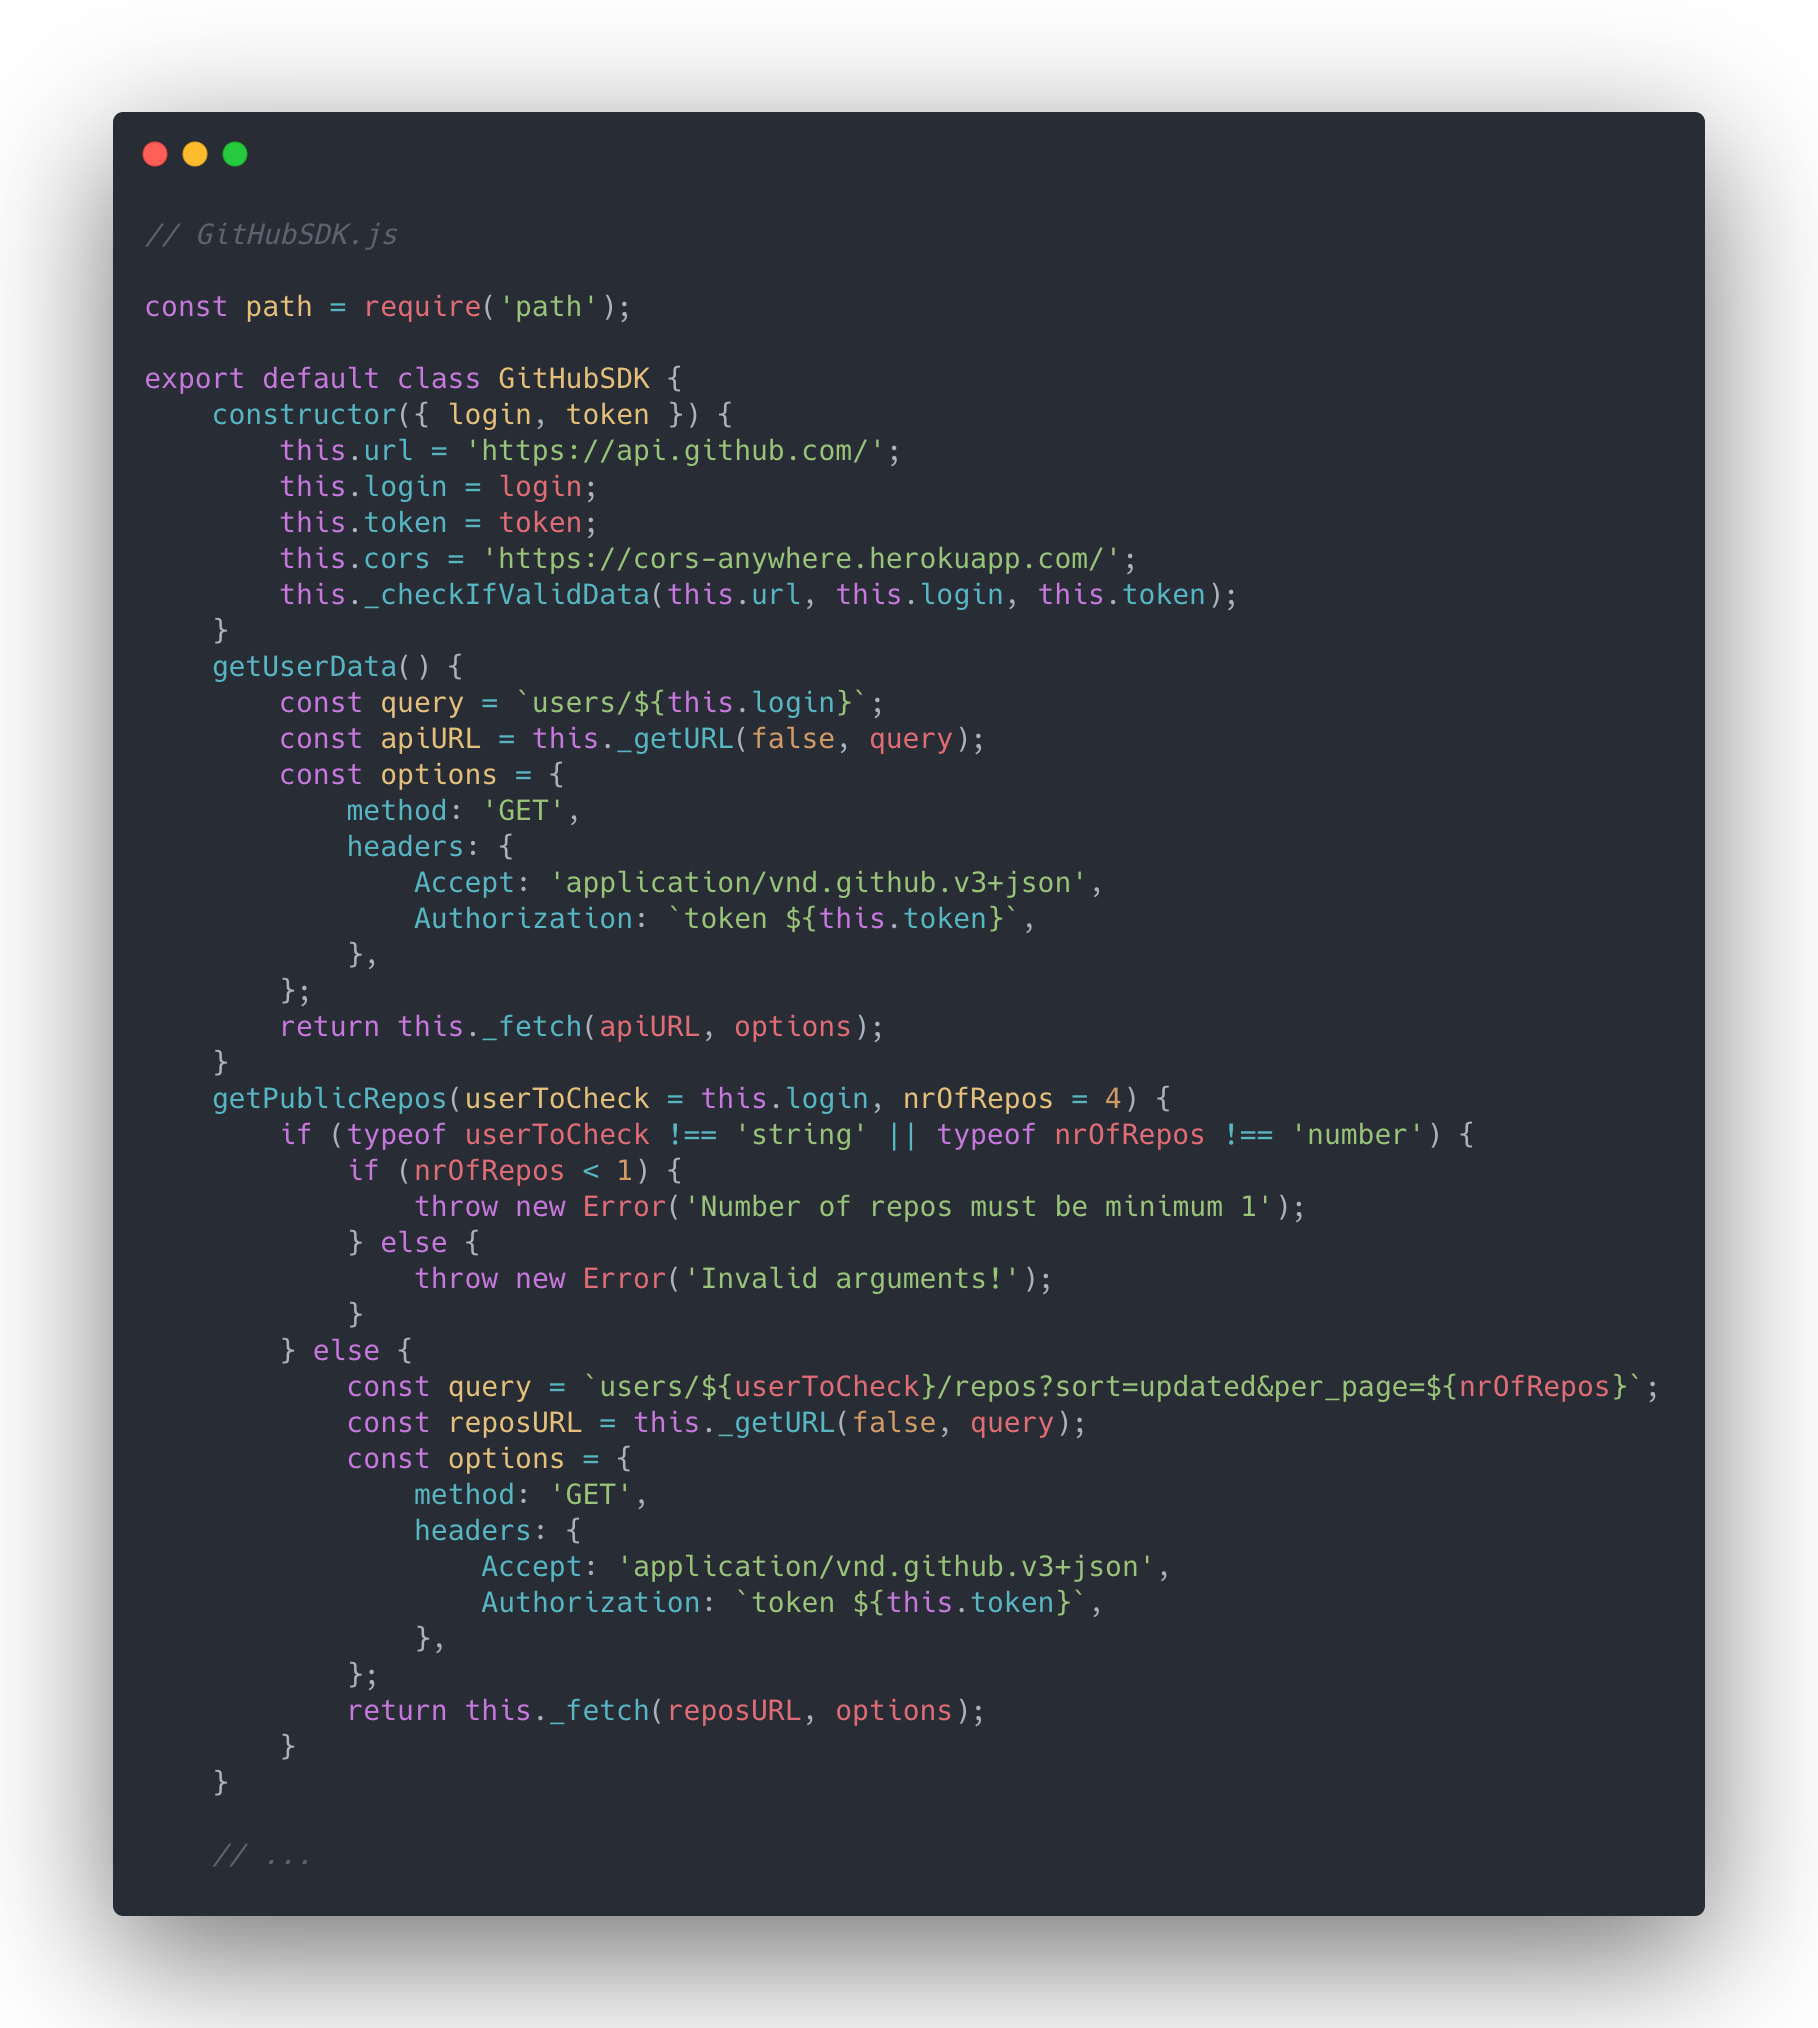 // GitHubSDK.js
const path = require('path');
export default class GitHubSDK {
    constructor({ login, token }) {
        this.url = 'https://api.github.com/';
        this.login = login;
        this.token = token;
        this.cors = 'https://cors-anywhere.herokuapp.com/';
        this._checkIfValidData(this.url, this.login, this.token);
    }
    getUserData() {
        const query = `users/${this.login}`;
        const apiURL = this._getURL(false, query);
        const options = {
            method: 'GET',
            headers: {
                Accept: 'application/vnd.github.v3+json',
                Authorization: `token ${this.token}`,
            },
        };
        return this._fetch(apiURL, options);
    }
    getPublicRepos(userToCheck = this.login, nrOfRepos = 4) {
        if (typeof userToCheck !== 'string' || typeof nrOfRepos !== 'number') {
            if (nrOfRepos < 1) {
                throw new Error('Number of repos must be minimum 1');
            } else {
                throw new Error('Invalid arguments!');
            }
        } else {
            const query = `users/${userToCheck}/repos?sort=updated&per_page=${nrOfRepos}`;
            const reposURL = this._getURL(false, query);
            const options = {
                method: 'GET',
                headers: {
                    Accept: 'application/vnd.github.v3+json',
                    Authorization: `token ${this.token}`,
                },
            };
            return this._fetch(reposURL, options);
        }
    }
    // ...